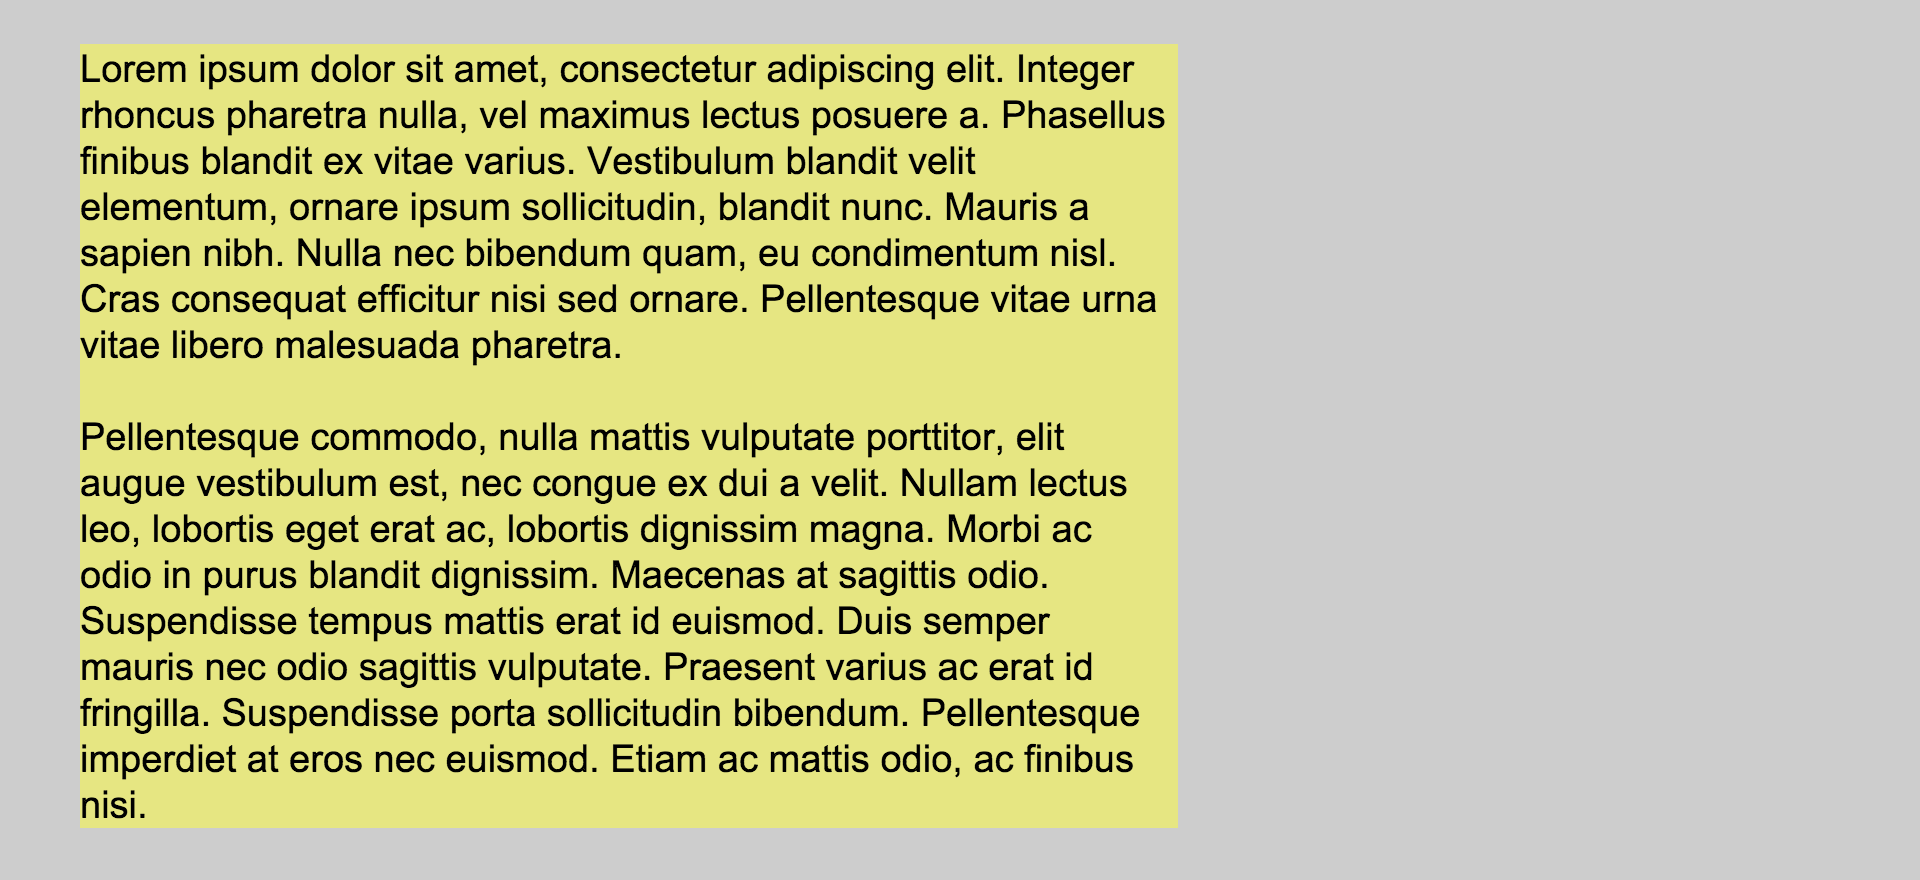 Lorem ipsum dolor sit amet, consectetur adipiscing elit. Integer
rhoncus pharetra nulla, vel maximus lectus posuere a. Phasellus
finibus blandit ex vitae varius. Vestibulum blandit velit
elementum, ornare ipsum sollicitudin, blandit nunc. Mauris a
sapien nibh. Nulla nec bibendum quam, eu condimentum nisl.
Cras consequat efficitur nisi sed ornare. Pellentesque vitae urna
vitae libero malesuada pharetra.
Pellentesque commodo, nulla mattis vulputate porttitor, elit
augue vestibulum est, nec congue ex dui a velit. Nullam lectus
leo, lobortis eget erat ac, lobortis dignissim magna. Morbi ac
odio in purus blandit dignissim. Maecenas at sagittis odio.
Suspendisse tempus mattis erat id euismod. Duis semper
mauris nec odio sagittis vulputate. Praesent varius ac erat id
fringilla. Suspendisse porta sollicitudin bibendum. Pellentesque
imperdiet at eros nec euismod. Etiam ac mattis odio, ac finibus
nisi.